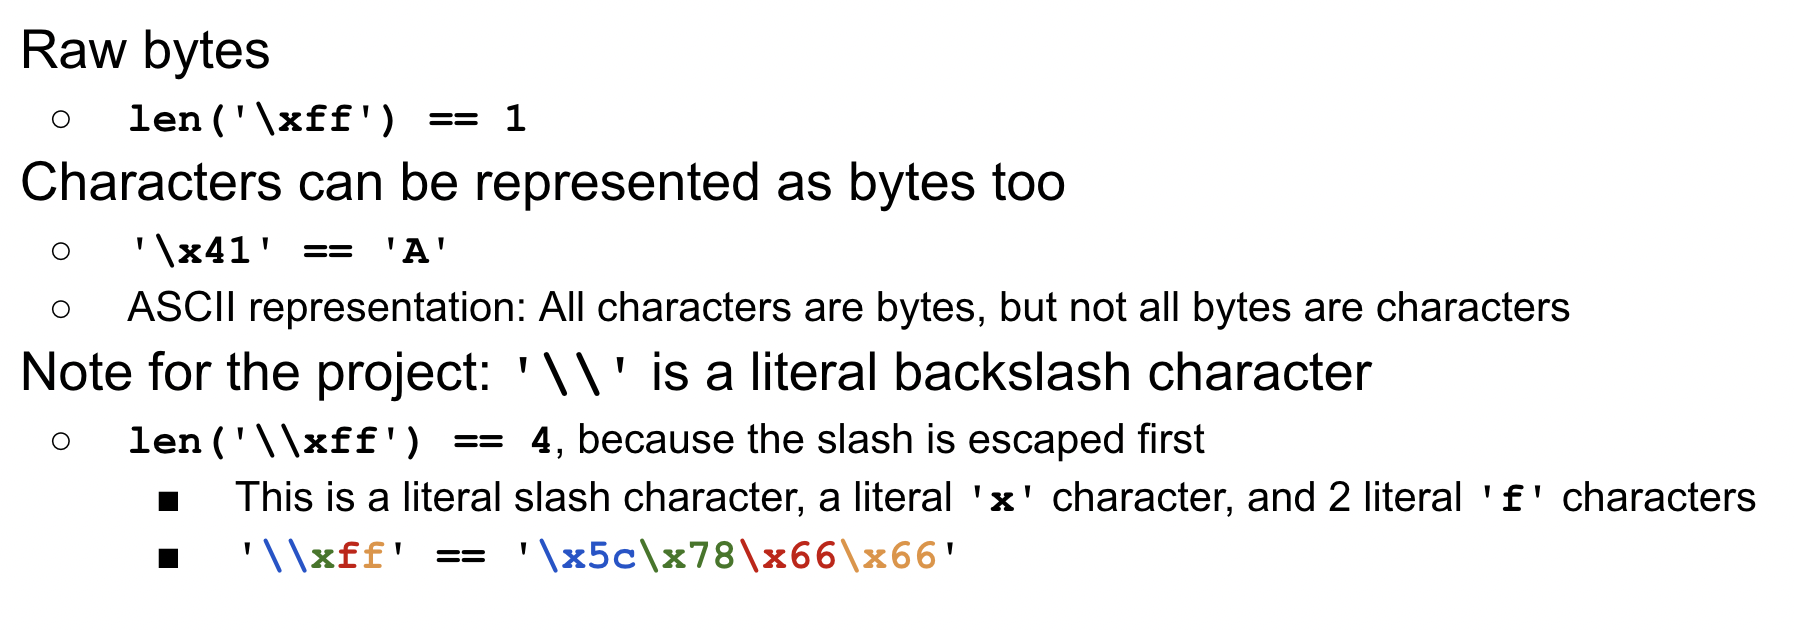 Raw bytes
○ len('\xff') == 1
Characters can be represented as bytes too
○ '\x41' == 'A'
○ ASCII representation: All characters are bytes, but not all bytes are characters
Note for the project: '\\' is a literal backslash character
○ len('\\xff') == 4, because the slash is escaped first
■ This is a literal slash character, a literal 'x' character, and 2 literal 'f' characters
■ '\\xff' == '\x5c\x78\x66\x66'